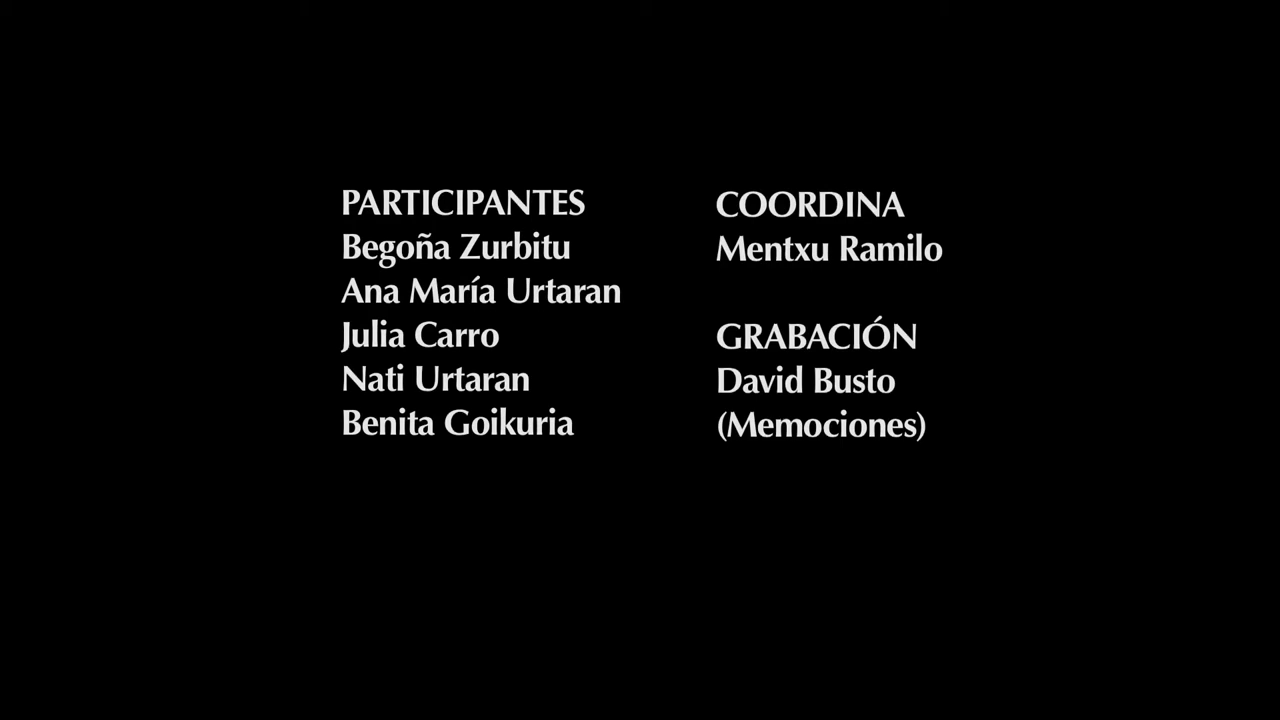 PARTICIPANTES
Begoña Zurbitu
Ana María Urtaran
Julia Carro
Nati Urtaran
Benita Goikuria
COORDINA
Mentxu Ramilo
GRABACIÓN
David Busto
(Memociones)